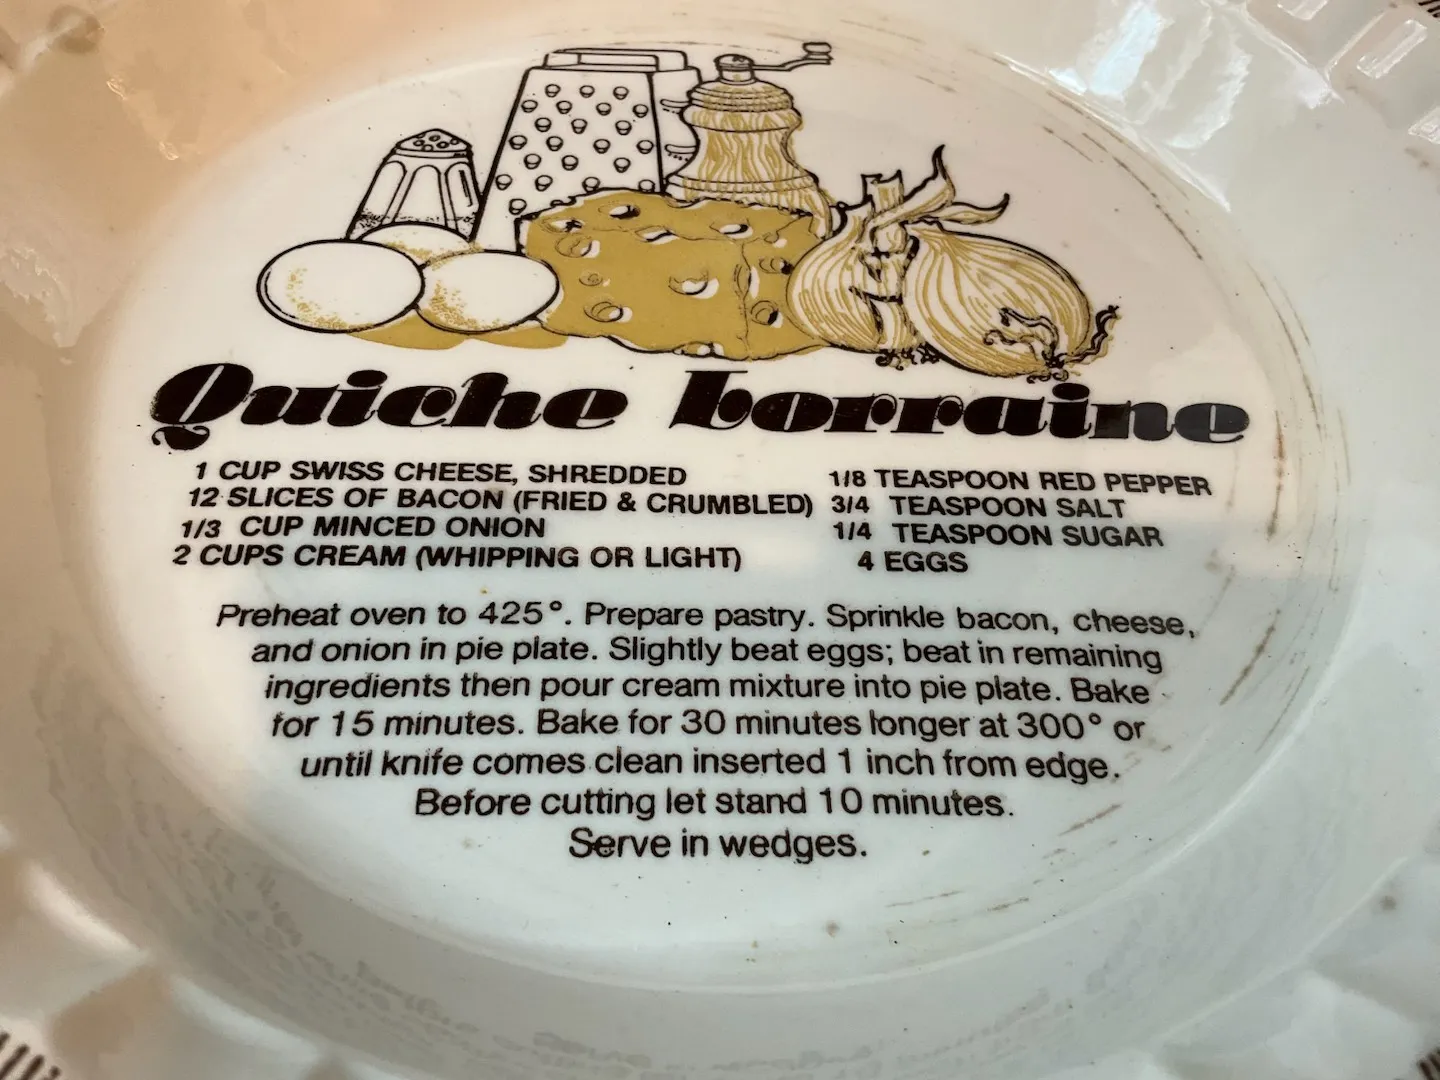 Quiche Lorraine
1 CUP SWISS CHEESE, SHREDDED
12 SLICES OF BACON (FRIED & CRUMBLED)
1/3 CUP MINCED ONION
2 CUPS CREAM (WHIPPING OR LIGHT)
1/8 TEASPOON RED PEPPER
3/4 TEASPOON SALT
1/4 TEASPOON SUGAR
4 EGGS
Preheat oven to 425°. Prepare pastry. Sprinkle bacon, cheese,
and onion in pie plate. Slightly beat eggs; beat in remaining
ingredients then pour cream mixture into pie plate. Bake
for 15 minutes. Bake for 30 minutes longer at 300° or
until knife comes clean inserted 1 inch from edge.
Before cutting let stand 10 minutes.
Serve in wedges.